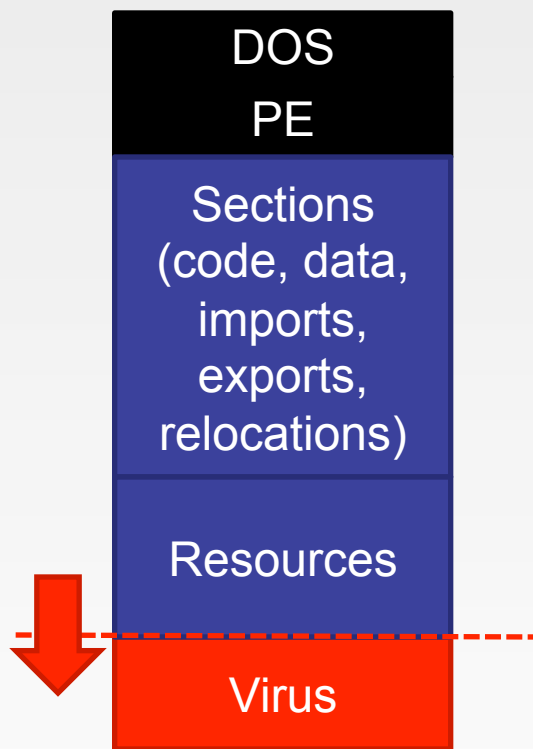 DOS
PE
Sections
(code, data,
imports,
exports,
relocations)
Resources
Virus